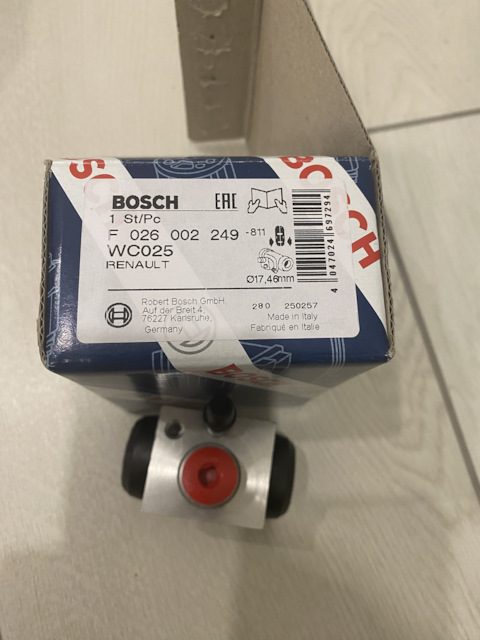 BOSCH
EAC
1 St/Pc
F 026 002 249 -811
WC025
RENAULT
Ø17,46mm
4 047024 697294
Robert Bosch GmbH
Auf der Breit 4,
76227 Karlsruhe,
Germany
280 250257
Made in Italy
Fabriqué en Italie
BOSCH
BOSCH